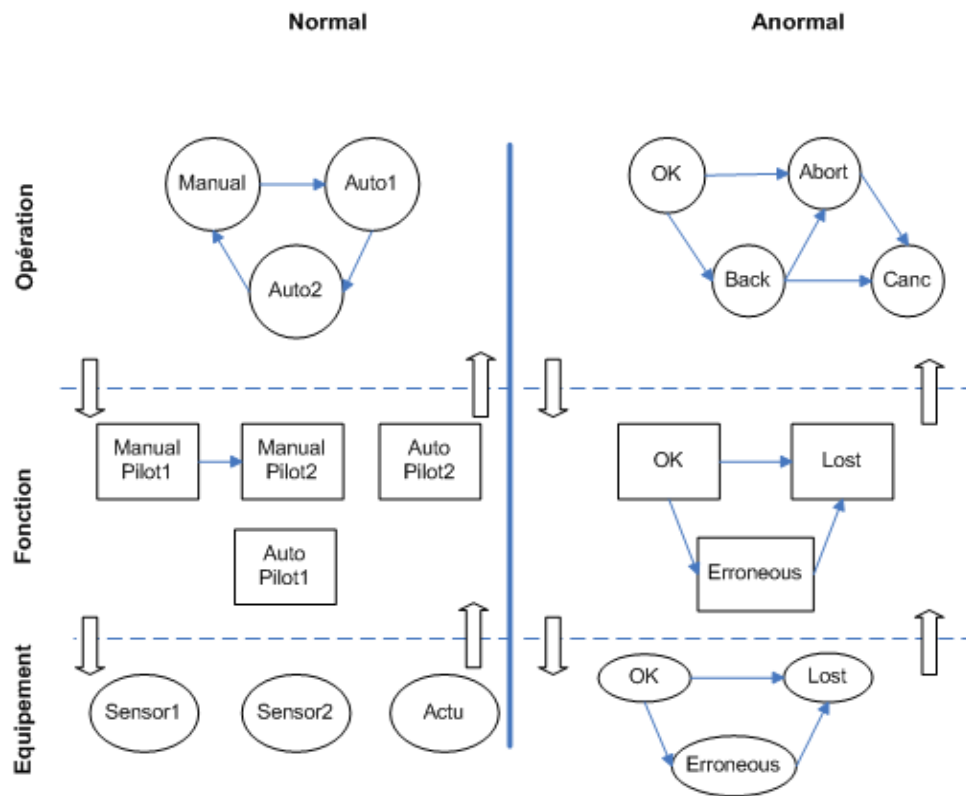 Normal
Anormal
Opération
Manual
Auto1
Auto2
OK
Abort
Back
Canc
Fonction
Manual
Pilot1
Manual
Pilot2
Auto
Pilot2
Auto
Pilot1
OK
Lost
Erroneous
Equipement
Sensor1
Sensor2
Actu
OK
Lost
Erroneous